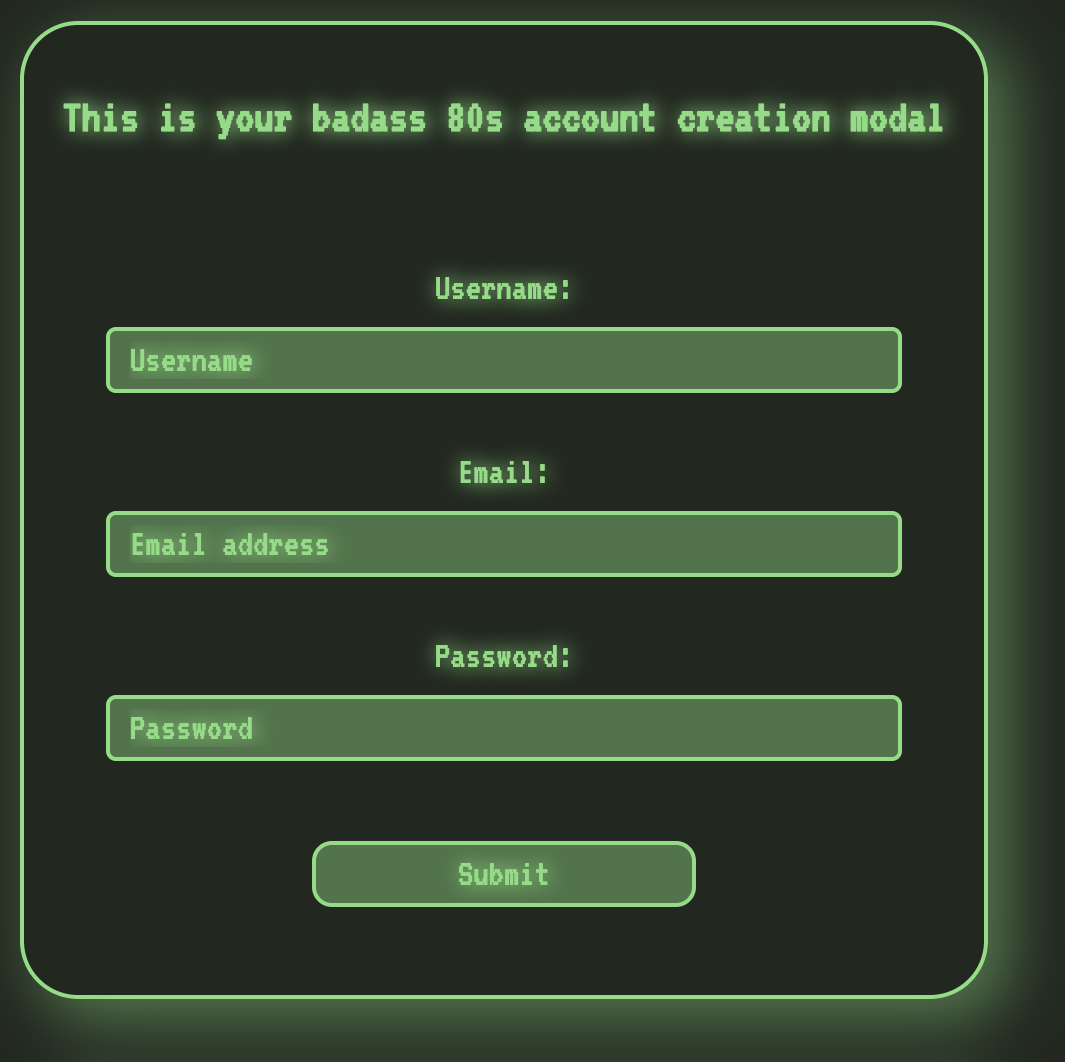 This is your badass 80s account creation modal
Username:
Username
Email:
Email address
Password:
Password
Submit